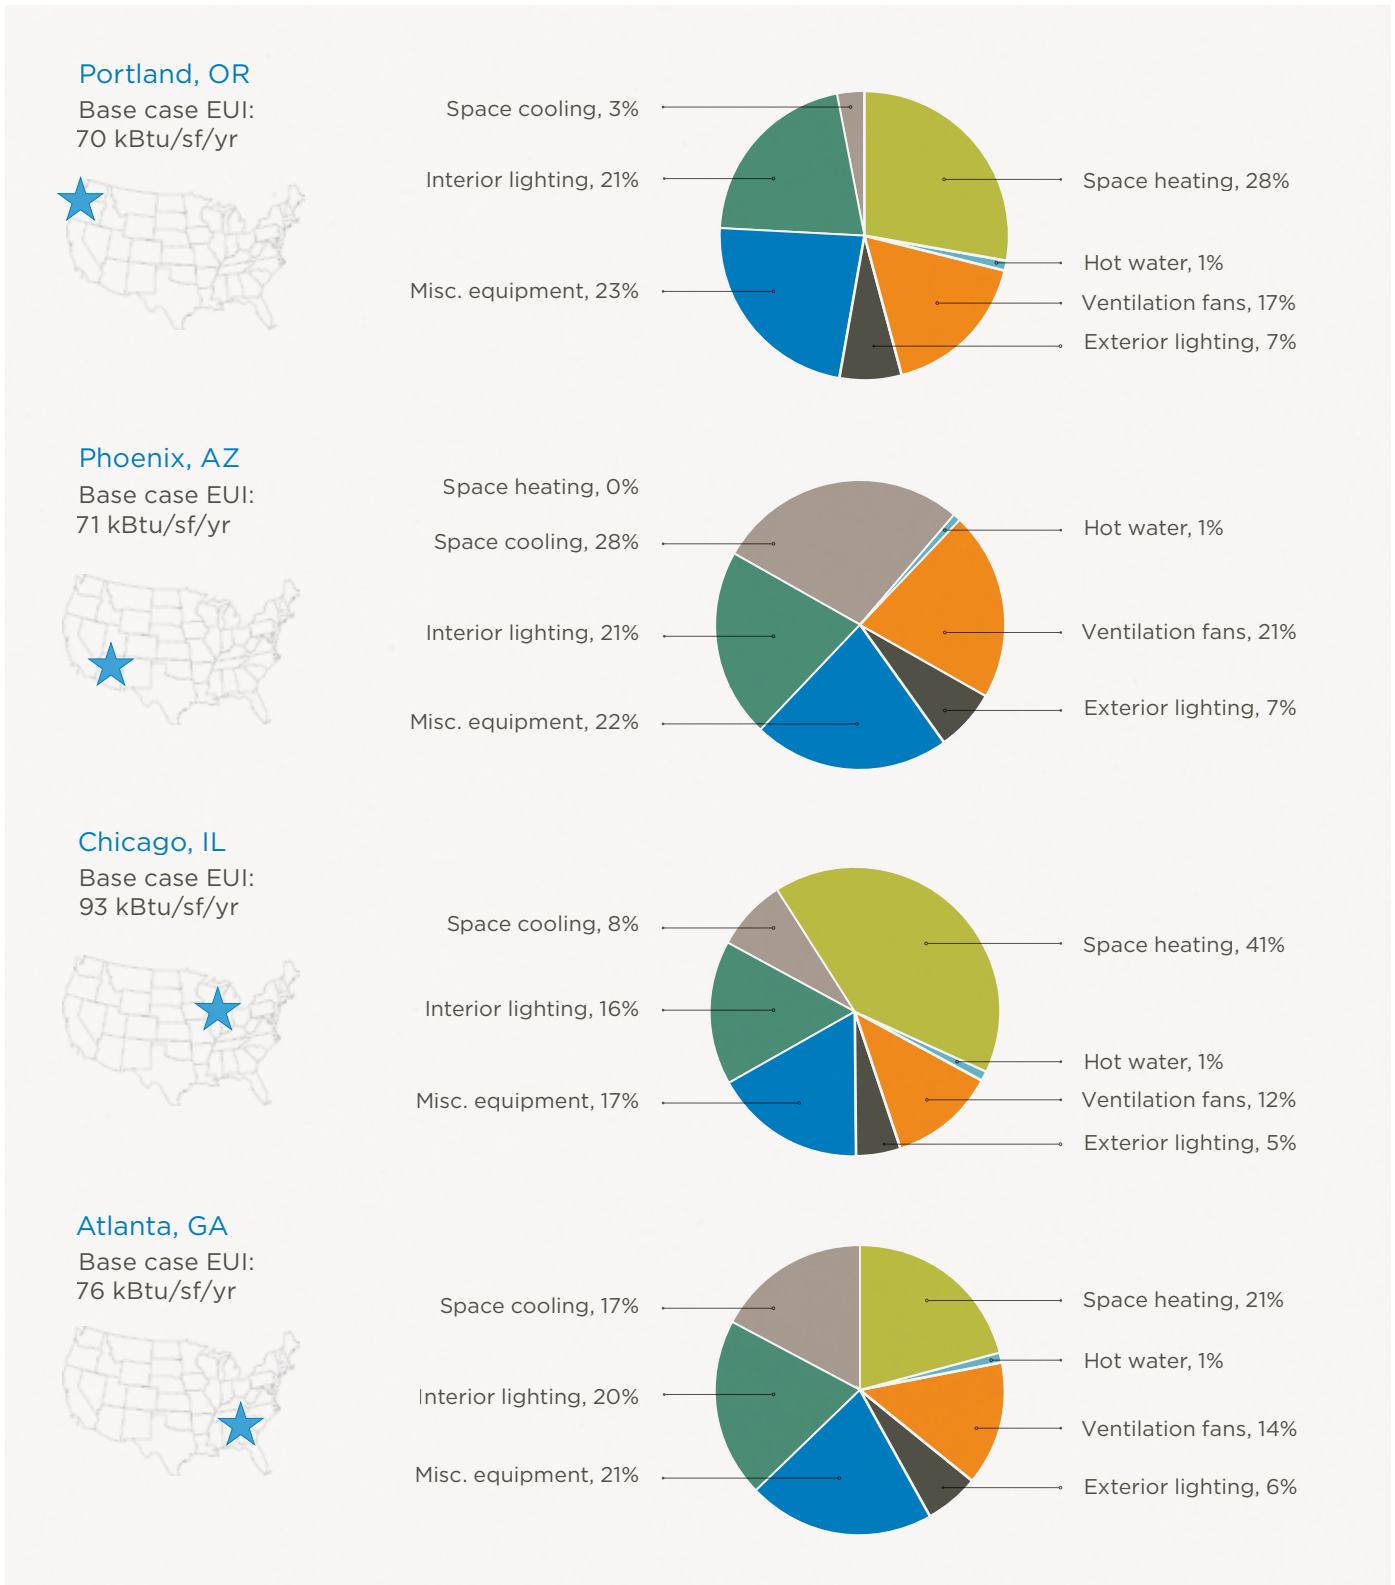 Portland, OR
Base case EUI:
70 kBtu/sf/yr
Space cooling, 3%
Interior lighting, 21%
Misc. equipment, 23%
Space heating, 28%
Hot water, 1%
Ventilation fans, 17%
Exterior lighting, 7%
Phoenix, AZ
Base case EUI:
71 kBtu/sf/yr
Space heating, 0%
Space cooling, 28%
Interior lighting, 21%
Misc. equipment, 22%
Hot water, 1%
Ventilation fans, 21%
Exterior lighting, 7%
Chicago, IL
Base case EUI:
93 kBtu/sf/yr
Space cooling, 8%
Interior lighting, 16%
Misc. equipment, 17%
Space heating, 41%
Hot water, 1%
Ventilation fans, 12%
Exterior lighting, 5%
Atlanta, GA
Base case EUI:
76 kBtu/sf/yr
Space cooling, 17%
Interior lighting, 20%
Misc. equipment, 21%
Space heating, 21%
Hot water, 1%
Ventilation fans, 14%
Exterior lighting, 6%